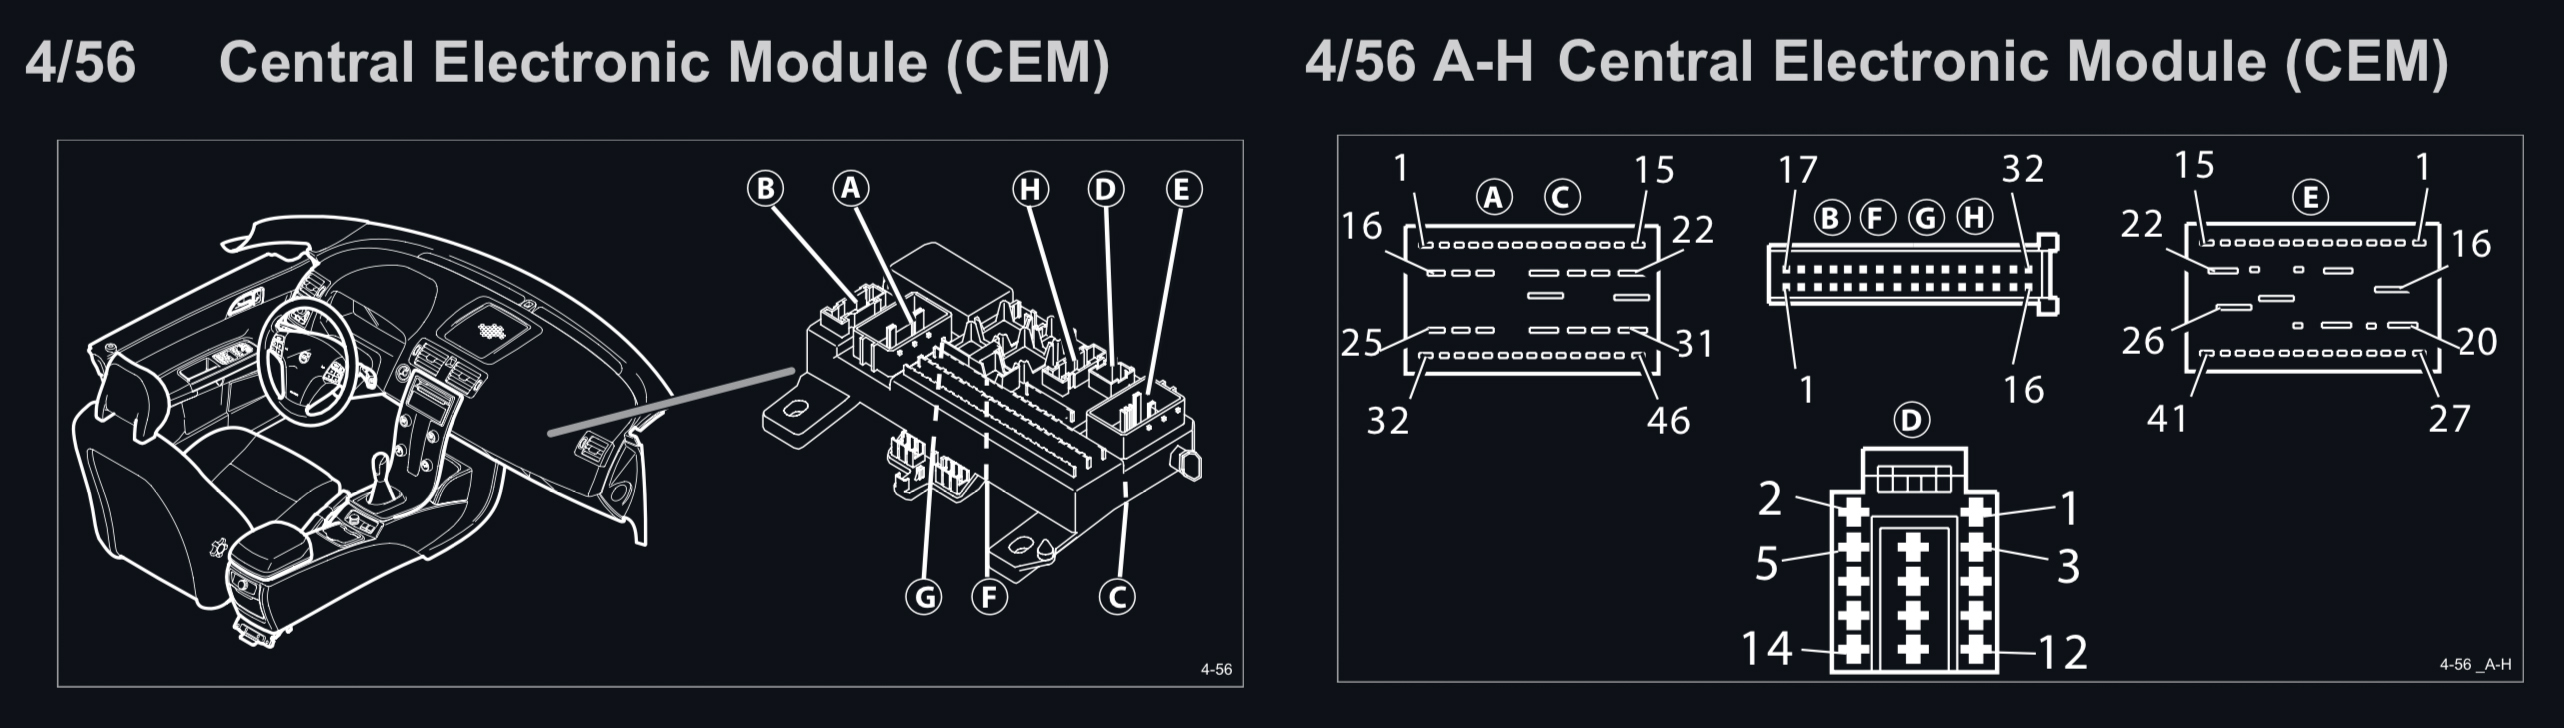 4/56 Central Electronic Module (CEM)
B A H D E
G F C
4-56
4/56 A-H Central Electronic Module (CEM)
1 15 17 32 15 1
A C B F G H E
16 22 22 16
25 31 26 20
32 46 1 16 41 27
D
2 1
5 3
14 12
4-56 _A-H